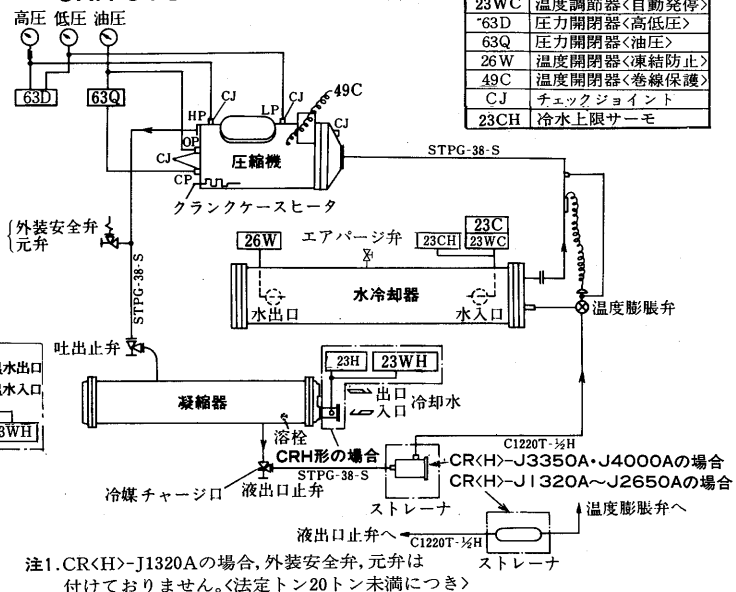 高圧 低圧 油圧
63D
63Q
23WC 温度調節器<自動発停>
63D 圧力開閉器<高低圧>
63Q 圧力開閉器<油圧>
26W 温度開閉器<凍結防止>
49C 温度開閉器<巻線保護>
CJ チェックジョイント
23CH 冷水上限サーモ
CJ
CJ
49C
HP
LP
CJ
OP
CJ
圧縮機
CP
クランクケースヒータ
STPG-38-S
外装安全弁
元弁
STPG-38-S
26W
エアパージ弁
23CH
23C
23WC
水冷却器
水出口
水入口
温度膨脹弁
吐出止弁
水出口
水入口
3WH
凝縮器
23H
23WH
出口
入口
冷却水
溶栓
CRH形の場合
STPG-38-S
冷媒チャージ口
液出口止弁
ストレーナ
C1220T-½H
CR<H>-J3350A・J4000Aの場合
CR<H>-J1320A～J2650Aの場合
温度膨脹弁へ
液出口止弁へ
C1220T-½H
ストレーナ
注1.CR<H>-J1320Aの場合,外装安全弁,元弁は
付けておりません。<法定トン20トン未満につき>